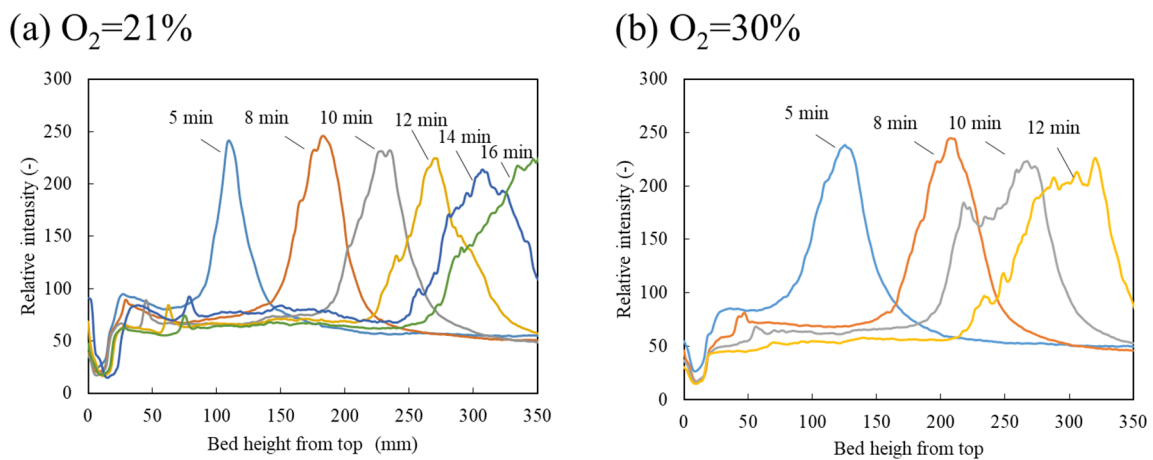 (a) O₂=21%
300
250
200
150
100
50
0
0 50 100 150 200 250 300 350
Relative intensity (-)
Bed height from top (mm)
5 min
8 min
10 min
12 min
14 min
16 min
(b) O₂=30%
300
250
200
150
100
50
0
0 50 100 150 200 250 300 350
Relative intensity (-)
Bed heigh from top
5 min
8 min
10 min
12 min